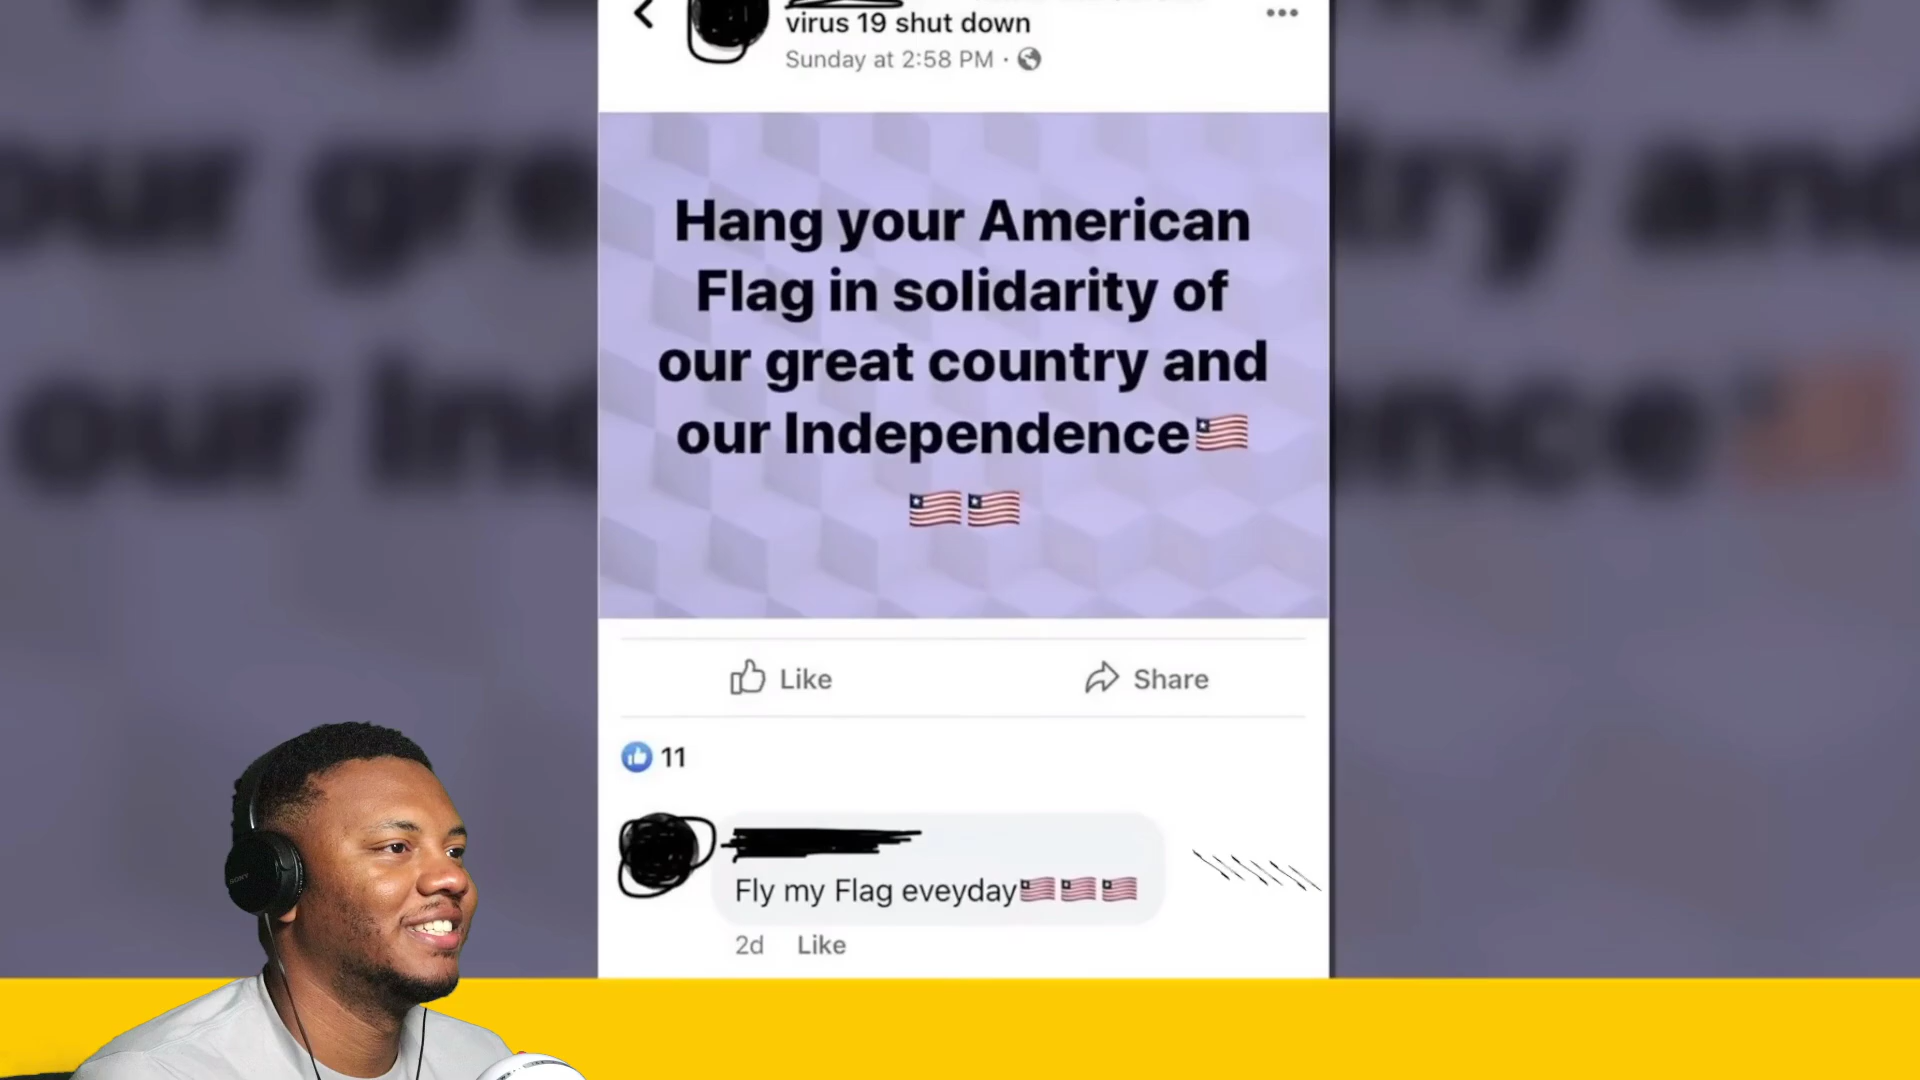 virus 19 shut down
Sunday at 2:58 PM ·
Hang your American
Flag in solidarity of
our great country and
our Independence🇱🇷
🇱🇷🇱🇷
Like
Share
11
Fly my Flag eveyday🇱🇷🇱🇷🇱🇷
2d Like
SONY